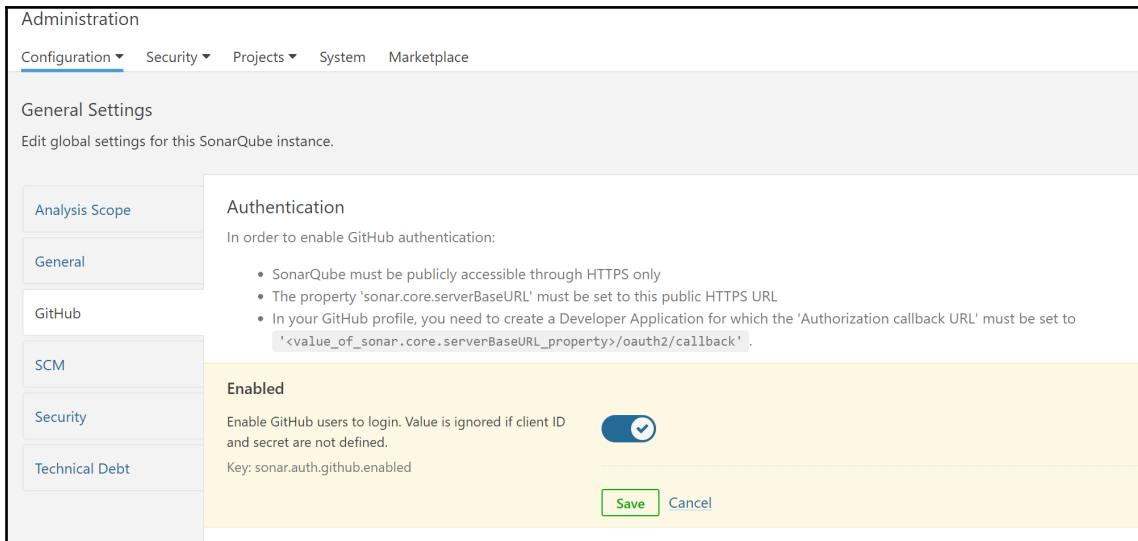 Administration
Configuration Security Projects System Marketplace
General Settings
Edit global settings for this SonarQube instance.
Analysis Scope
General
GitHub
SCM
Security
Technical Debt
Authentication
In order to enable GitHub authentication:
• SonarQube must be publicly accessible through HTTPS only
• The property 'sonar.core.serverBaseURL' must be set to this public HTTPS URL
• In your GitHub profile, you need to create a Developer Application for which the 'Authorization callback URL' must be set to
'<value_of_sonar.core.serverBaseURL_property>/oauth2/callback' .
Enabled
Enable GitHub users to login. Value is ignored if client ID
and secret are not defined.
Key: sonar.auth.github.enabled
Save Cancel